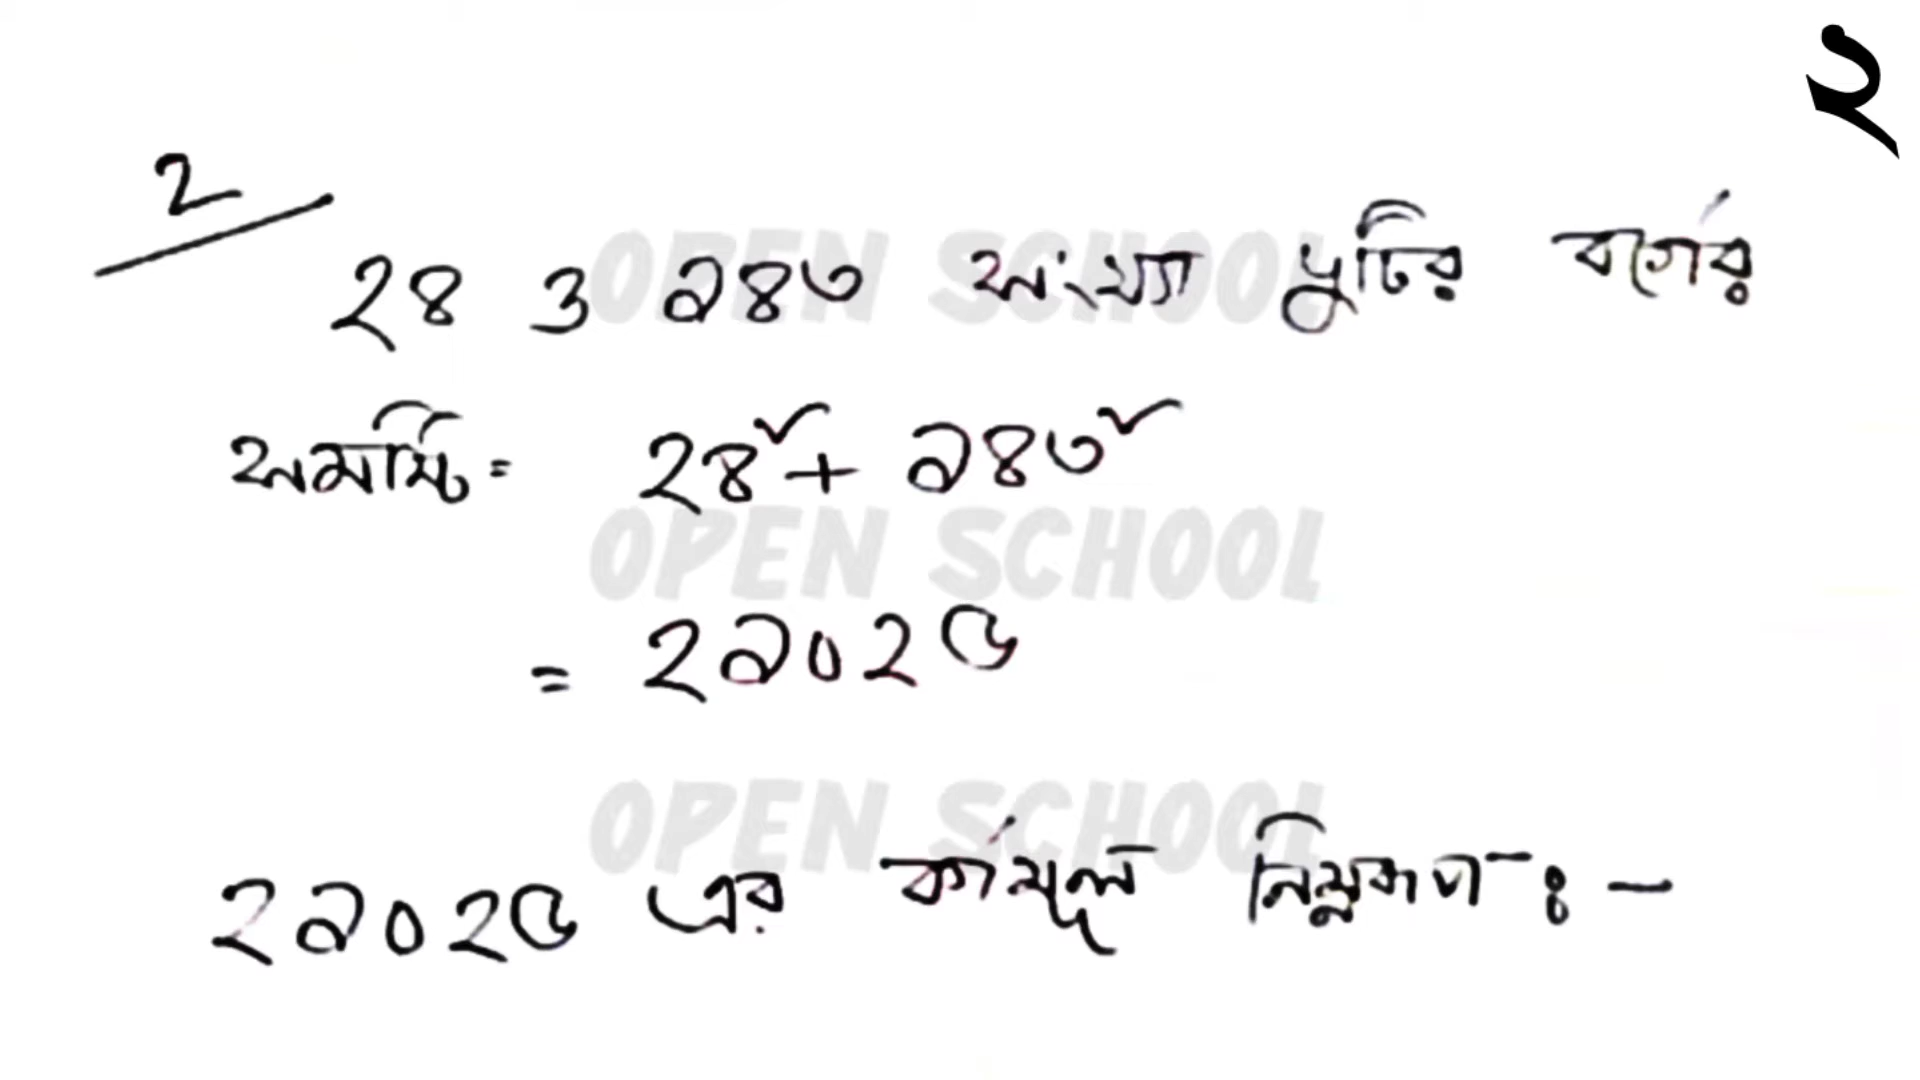 ২
২
২৪ ও ১৪৩ সংখ্যা দুটির বর্গের
OPEN SCHOOL
সমষ্টি = ২৪² + ১৪৩²
OPEN SCHOOL
= ২১০২৫
OPEN SCHOOL
২১০২৫ এর বর্গমূল নিম্নরূপ ঃ-